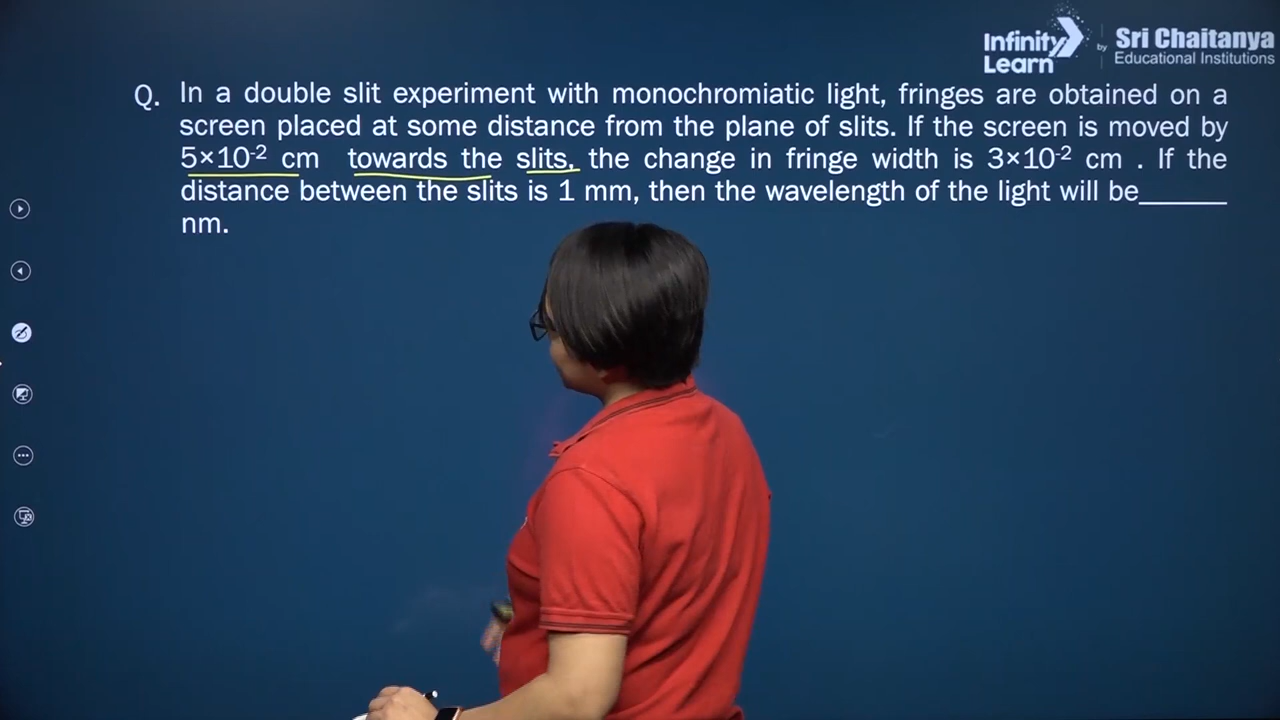 Infinity Learn by Sri Chaitanya Educational Institutions
Q. In a double slit experiment with monochromiatic light, fringes are obtained on a
screen placed at some distance from the plane of slits. If the screen is moved by
5×10⁻² cm towards the slits, the change in fringe width is 3×10⁻² cm . If the
distance between the slits is 1 mm, then the wavelength of the light will be______
nm.